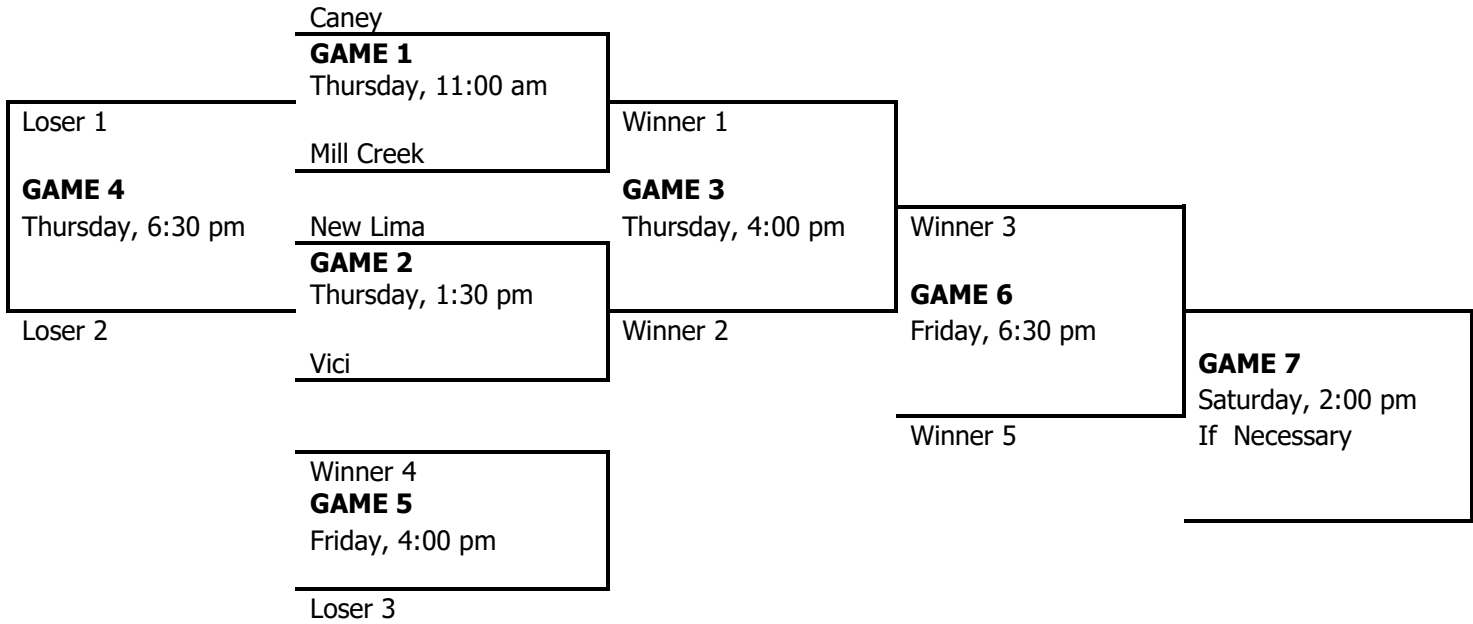 Caney
GAME 1
Thursday, 11:00 am
Mill Creek
Loser 1
GAME 4
Thursday, 6:30 pm
Loser 2
New Lima
GAME 2
Thursday, 1:30 pm
Vici
Winner 1
GAME 3
Thursday, 4:00 pm
Winner 2
Winner 4
GAME 5
Friday, 4:00 pm
Loser 3
Winner 3
GAME 6
Friday, 6:30 pm
Winner 5
GAME 7
Saturday, 2:00 pm
If Necessary